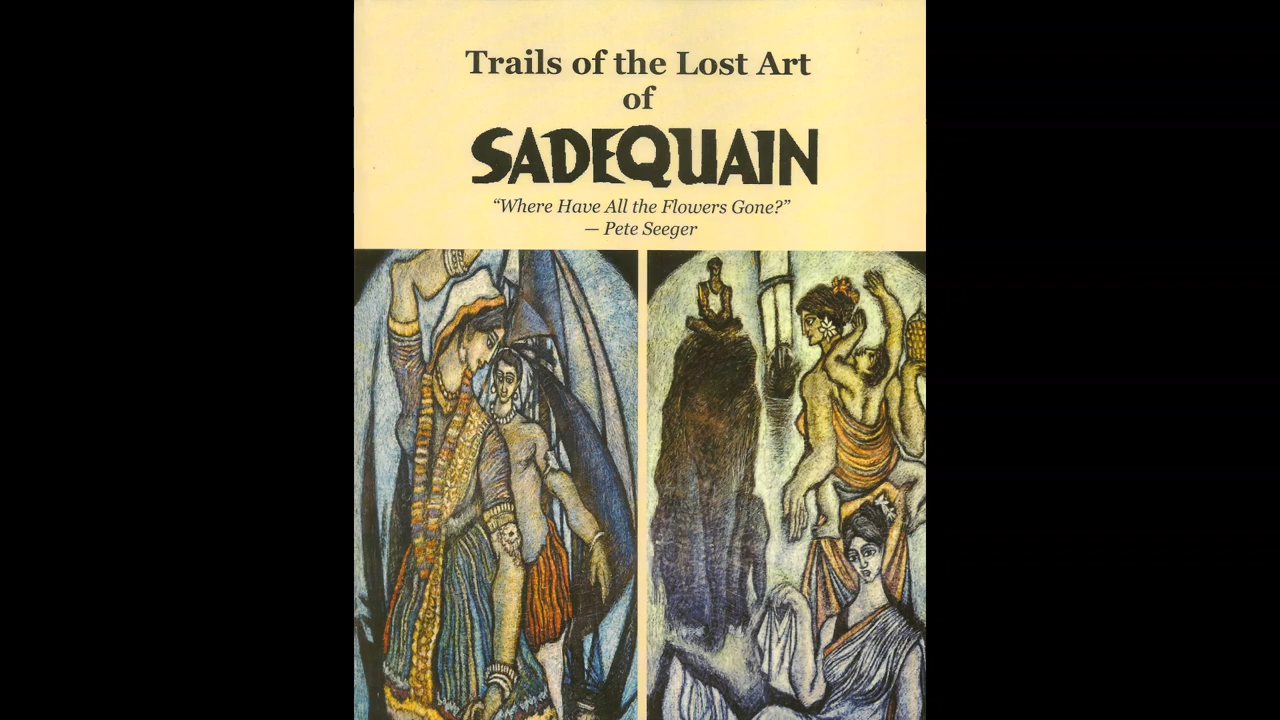 Trails of the Lost Art
of
SADEQUAIN
“Where Have All the Flowers Gone?”
— Pete Seeger